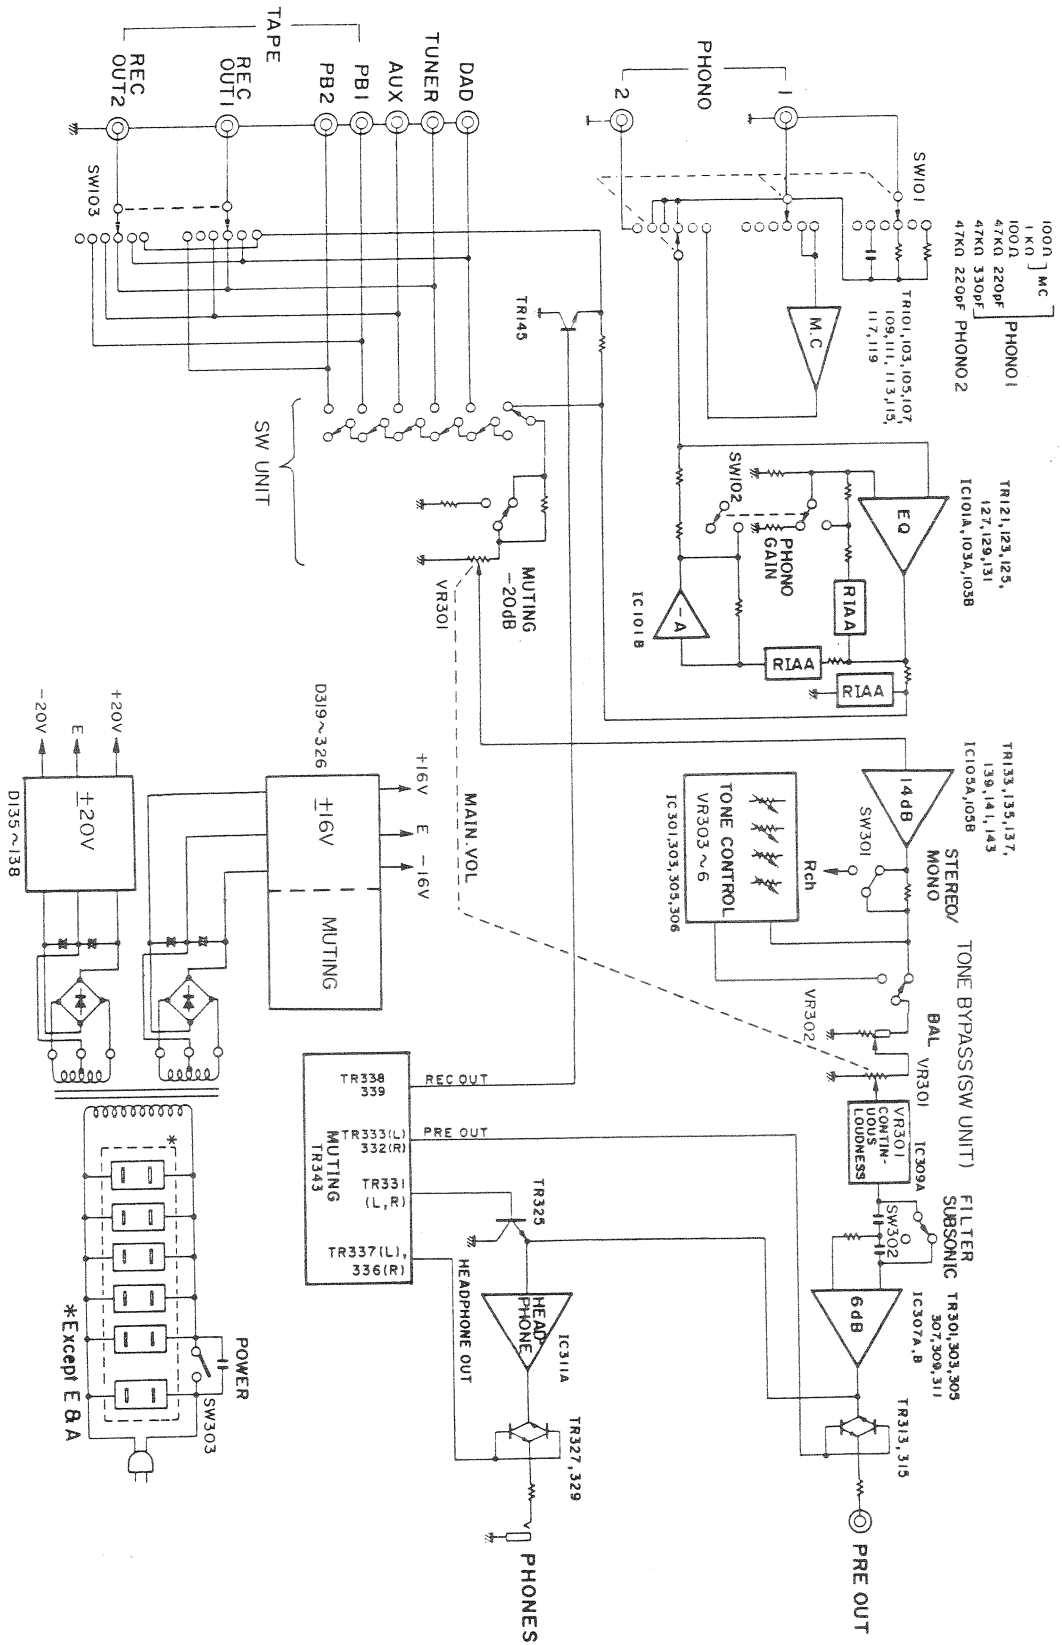 100Ω
1KΩ
100Ω
47KΩ 220pF
47KΩ 330pF
47KΩ 220pF
MC
PHONO1
PHONO 2
SW101
PHONO
1
2
TR101, 103, 105, 107,
109, 111, 113, 115,
117, 119
M.C
TR121, 123, 125,
127, 129, 131
IC101A, 103A, 103B
EQ
SW102
PHONO
GAIN
RIAA
RIAA
RIAA
-A
IC101B
TR133, 135, 137,
139, 141, 143
IC105A, 105B
14dB
SW301
STEREO/
MONO
Rch
TONE CONTROL
VR303~6
IC301, 303, 305, 306
TONE BYPASS (SW UNIT)
VR302
BAL
VR301
VR301
CONTIN-
UOUS
LOUDNESS
IC309A
FILTER
SUBSONIC
SW302
TR301, 303, 305
307, 309, 311
IC307A, B
6dB
TR313, 315
PRE OUT
DAD
TUNER
AUX
PB1
PB2
TAPE
REC
OUT1
REC
OUT2
SW103
TR145
SW UNIT
MUTING
-20dB
VR301
MAIN. VOL
TR338
339
REC OUT
TR333(L)
332(R)
PRE OUT
MUTING
TR343
TR331
(L,R)
TR337(L),
336(R)
HEADPHONE OUT
TR325
HEAD
PHONE
IC311A
TR327, 329
PHONES
D319~326
±16V
MUTING
+16V
E
-16V
+20V
E
-20V
±20V
D135~138
*
*Except E & A
POWER
SW303